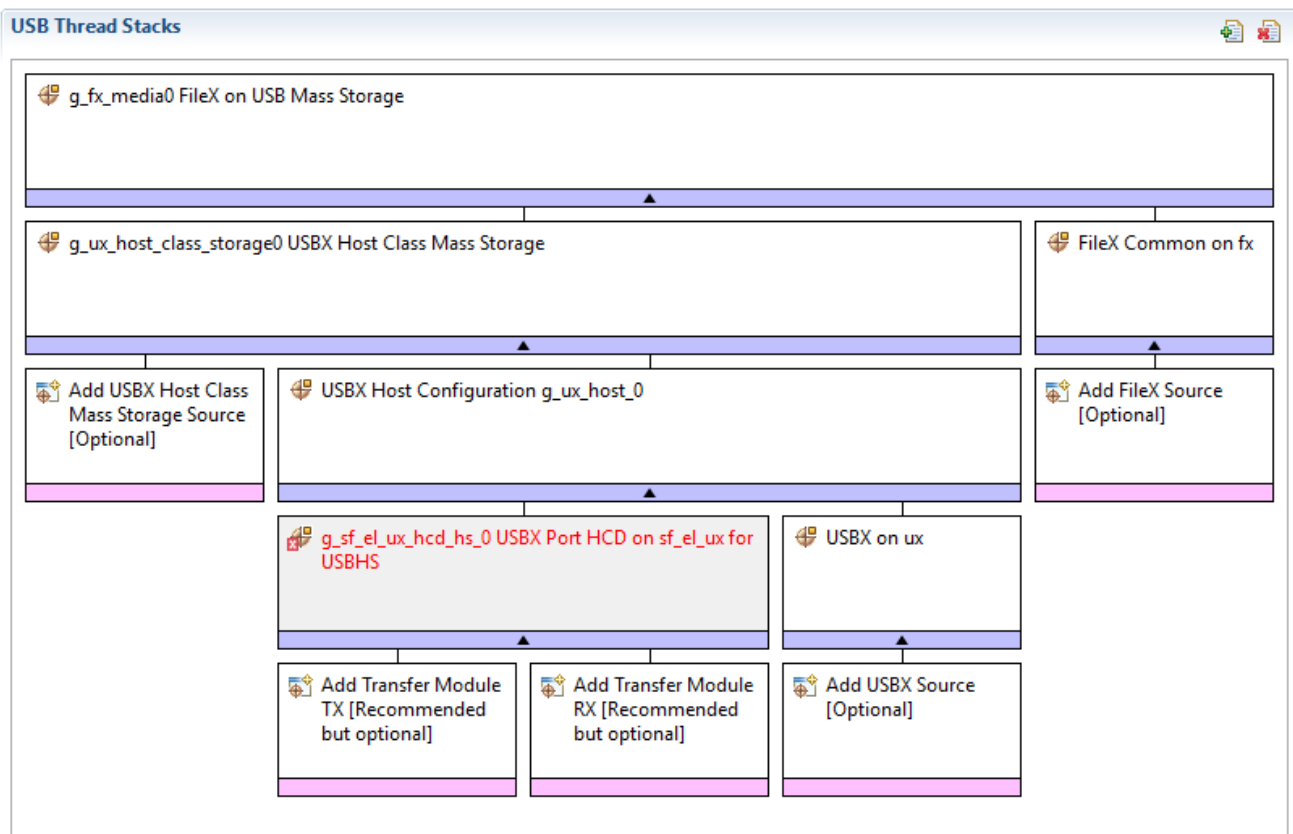 USB Thread Stacks
g_fx_media0 FileX on USB Mass Storage
g_ux_host_class_storage0 USBX Host Class Mass Storage
FileX Common on fx
Add USBX Host Class
Mass Storage Source
[Optional]
USBX Host Configuration g_ux_host_0
Add FileX Source
[Optional]
g_sf_el_ux_hcd_hs_0 USBX Port HCD on sf_el_ux for
USBHS
USBX on ux
Add Transfer Module
TX [Recommended
but optional]
Add Transfer Module
RX [Recommended
but optional]
Add USBX Source
[Optional]